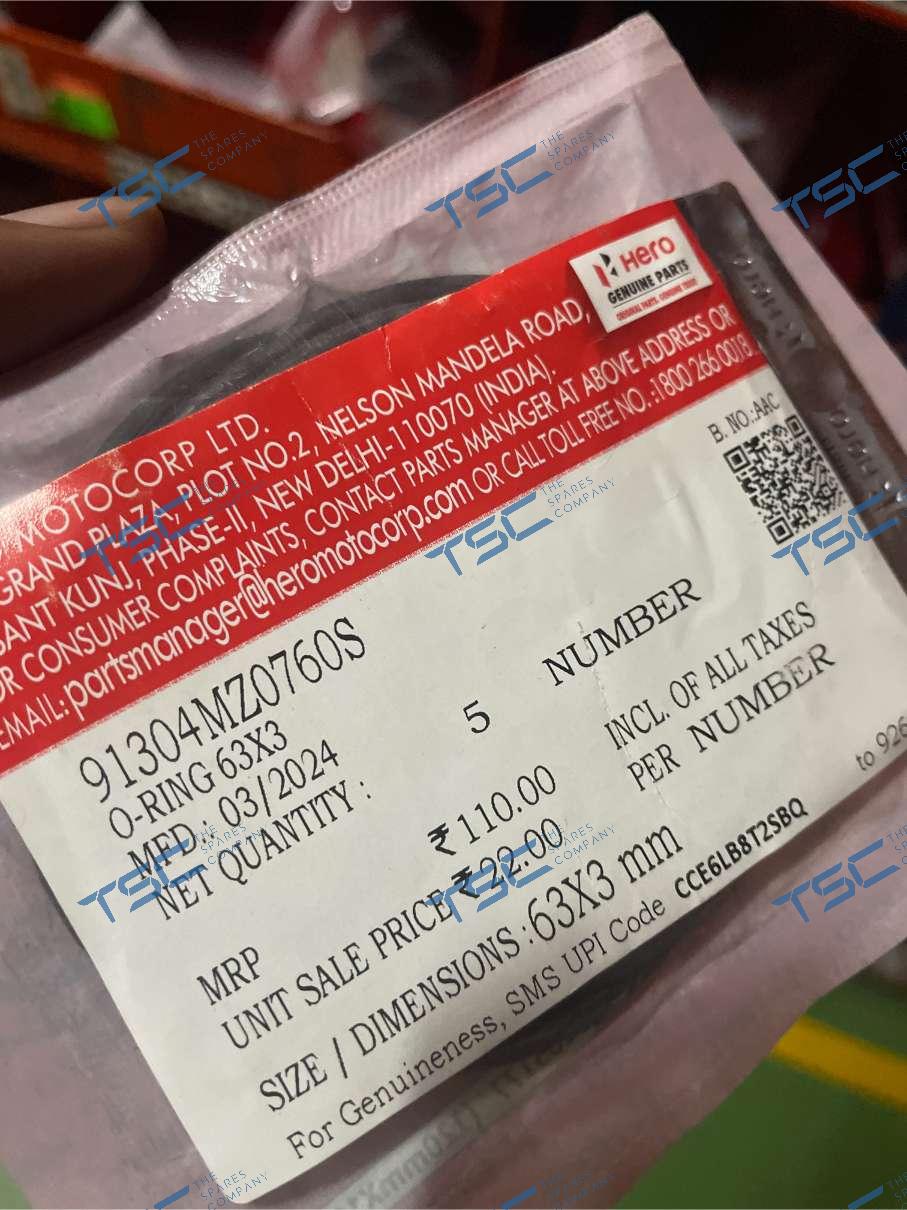 Hero
GENUINE PARTS
MOTOCORP LTD.
GRAND PLAZA, PLOT NO.2, NELSON MANDELA ROAD,
KUNJ, PHASE-II, NEW DELHI-110070 (INDIA).
CONSUMER COMPLAINTS, CONTACT PARTS MANAGER AT ABOVE ADDRESS OR
EMAIL: partsmanager@heromotocorp.com OR CALL TOLL FREE NO. :1800 266 0018
B. NO.:AAC
91304MZ0760S
O-RING 63X3
MFD.: 03/2024
NET QUANTITY : 5 NUMBER
MRP ₹110.00 INCL. OF ALL TAXES
UNIT SALE PRICE ₹22.00 PER NUMBER
SIZE / DIMENSIONS :63X3 mm
For Genuineness, SMS UPI Code CCE6LB8T2SBQ to 926
TSC THE SPARES COMPANY